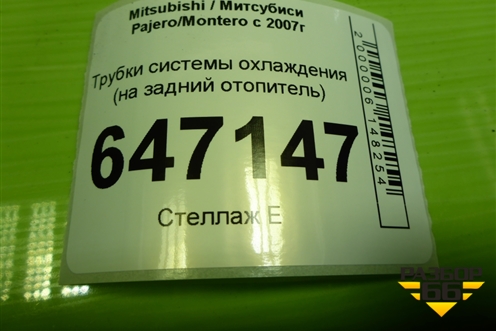 Mitsubishi / Митсубиси
Pajero/Montero с 2007г
Трубки системы охлаждения
(на задний отопитель)
647147
Стеллаж Е
2000006148254
РАЗБОР
66